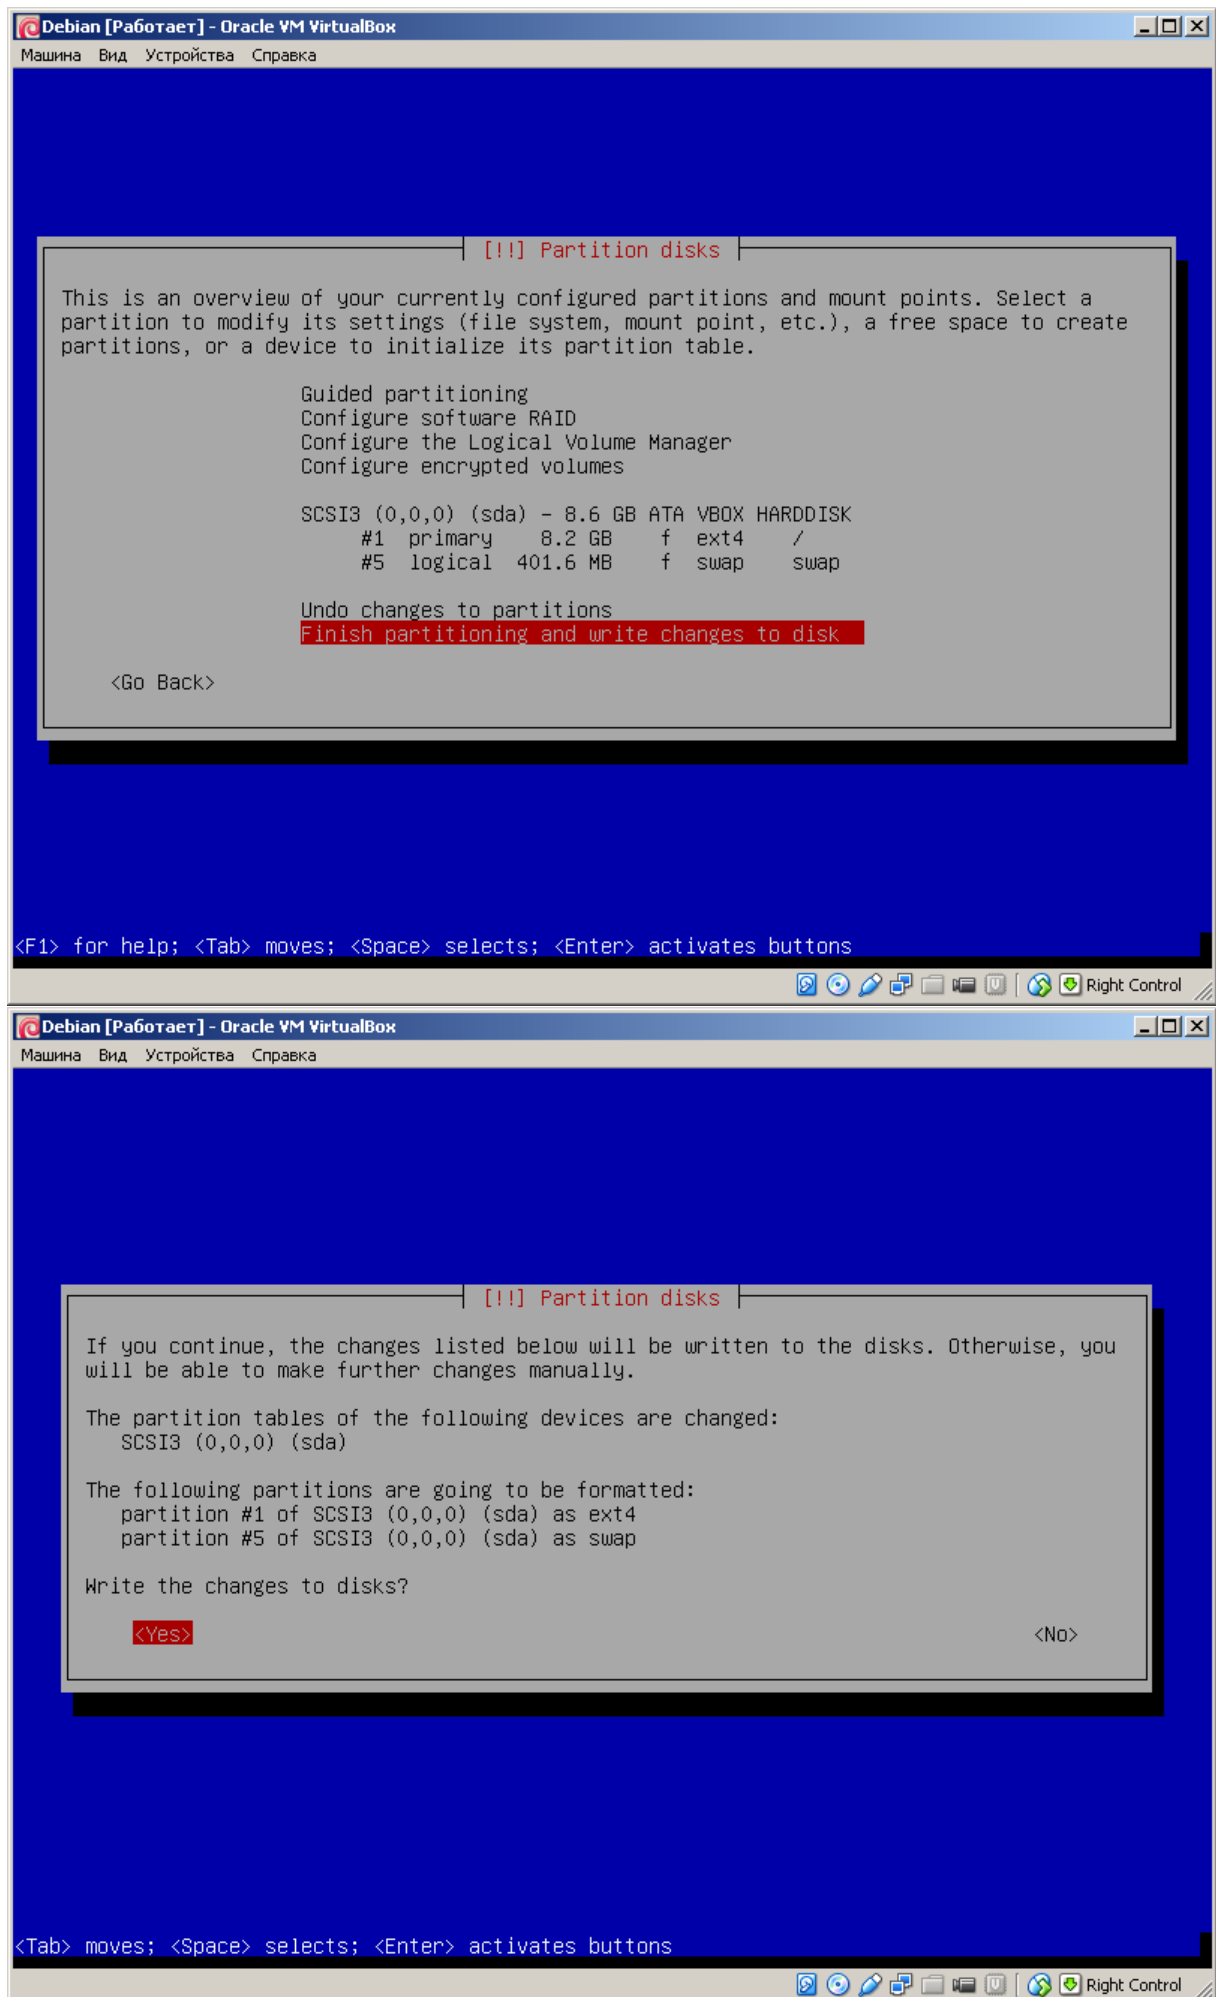 Debian [Работает] - Oracle VM VirtualBox
Машина Вид Устройства Справка
[!!] Partition disks
This is an overview of your currently configured partitions and mount points. Select a
partition to modify its settings (file system, mount point, etc.), a free space to create
partitions, or a device to initialize its partition table.
Guided partitioning
Configure software RAID
Configure the Logical Volume Manager
Configure encrypted volumes
SCSI3 (0,0,0) (sda) - 8.6 GB ATA VBOX HARDDISK
#1 primary 8.2 GB f ext4 /
#5 logical 401.6 MB f swap swap
Undo changes to partitions
Finish partitioning and write changes to disk
<Go Back>
<F1> for help; <Tab> moves; <Space> selects; <Enter> activates buttons
Right Control
Debian [Работает] - Oracle VM VirtualBox
Машина Вид Устройства Справка
[!!] Partition disks
If you continue, the changes listed below will be written to the disks. Otherwise, you
will be able to make further changes manually.
The partition tables of the following devices are changed:
SCSI3 (0,0,0) (sda)
The following partitions are going to be formatted:
partition #1 of SCSI3 (0,0,0) (sda) as ext4
partition #5 of SCSI3 (0,0,0) (sda) as swap
Write the changes to disks?
<Yes> <No>
<Tab> moves; <Space> selects; <Enter> activates buttons
Right Control